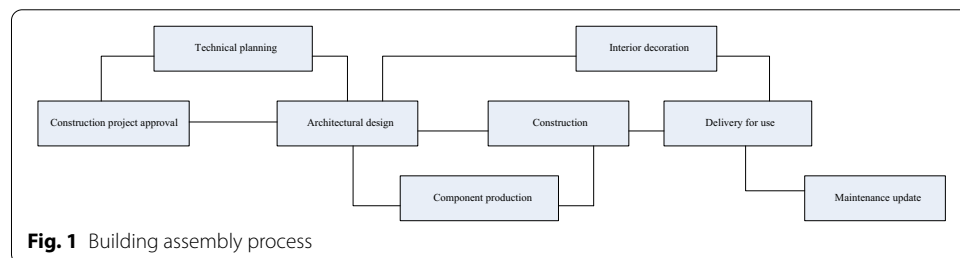 Technical planning
Interior decoration
Construction project approval
Architectural design
Construction
Delivery for use
Component production
Maintenance update
Fig. 1 Building assembly process